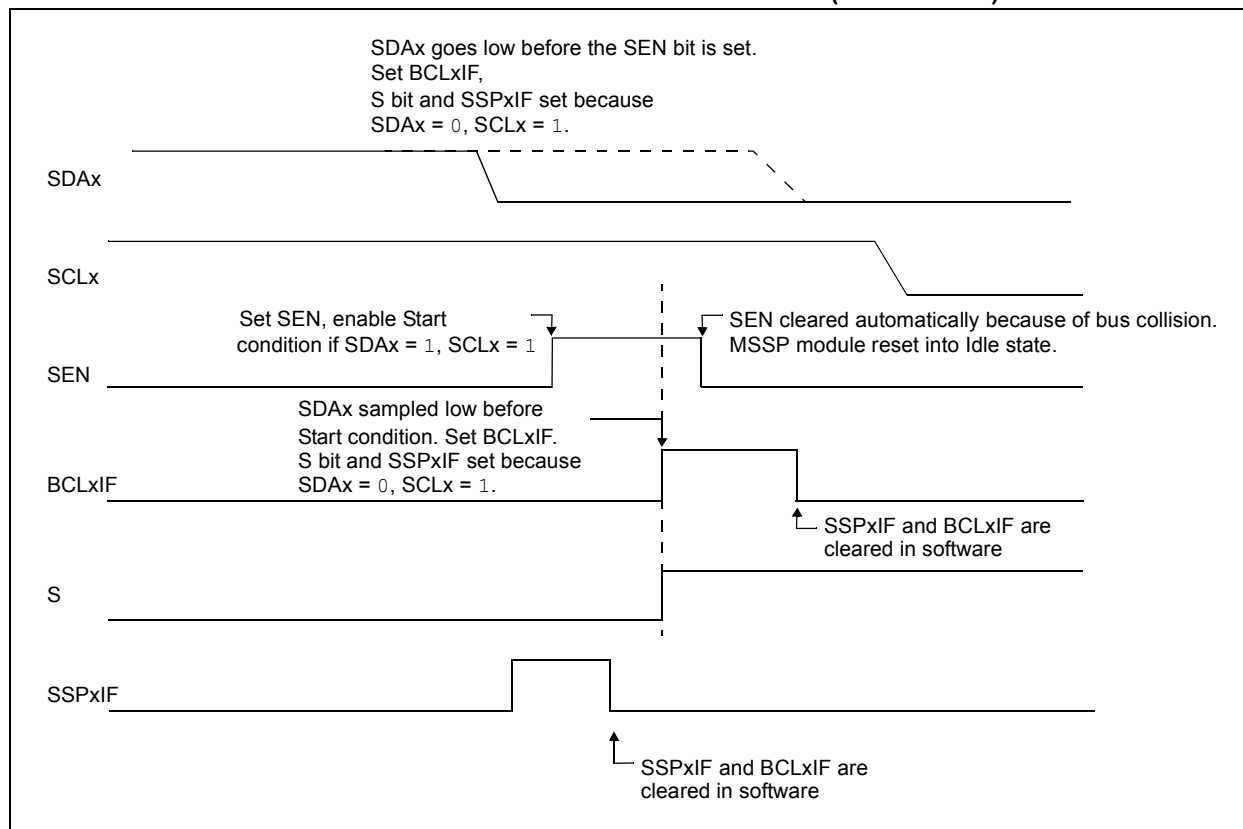 SDAx goes low before the SEN bit is set.
Set BCLxIF,
S bit and SSPxIF set because
SDAx = 0, SCLx = 1.
SDAx
SCLx
Set SEN, enable Start
condition if SDAx = 1, SCLx = 1
SEN cleared automatically because of bus collision.
MSSP module reset into Idle state.
SEN
SDAx sampled low before
Start condition. Set BCLxIF.
S bit and SSPxIF set because
SDAx = 0, SCLx = 1.
BCLxIF
SSPxIF and BCLxIF are
cleared in software
S
SSPxIF
SSPxIF and BCLxIF are
cleared in software